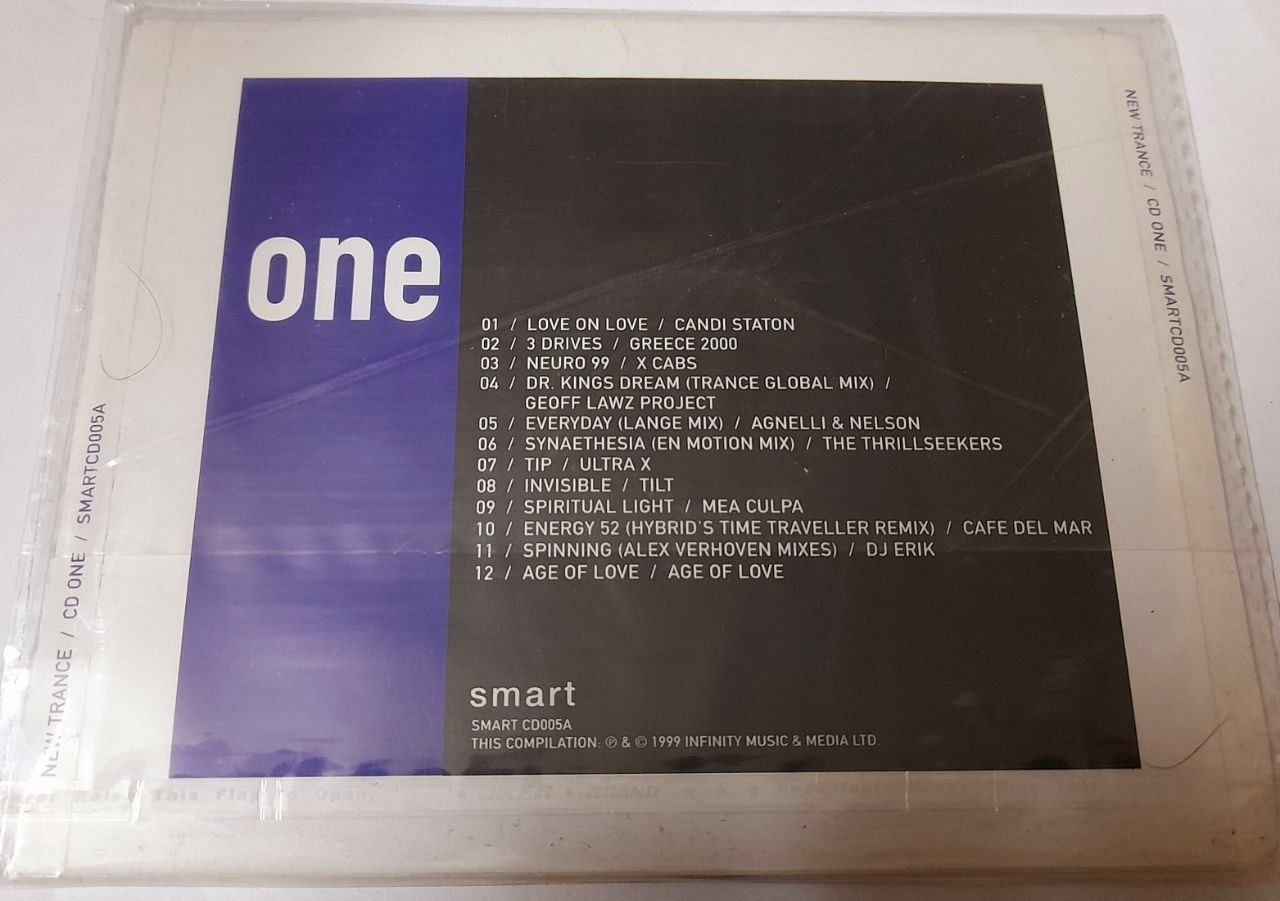 one
01 / LOVE ON LOVE / CANDI STATON
02 / 3 DRIVES / GREECE 2000
03 / NEURO 99 / X CABS
04 / DR. KINGS DREAM (TRANCE GLOBAL MIX) /
GEOFF LAWZ PROJECT
05 / EVERYDAY (LANGE MIX) / AGNELLI & NELSON
06 / SYNAETHESIA (EN MOTION MIX) / THE THRILLSEEKERS
07 / TIP / ULTRA X
08 / INVISIBLE / TILT
09 / SPIRITUAL LIGHT / MEA CULPA
10 / ENERGY 52 (HYBRID'S TIME TRAVELLER REMIX) / CAFE DEL MAR
11 / SPINNING (ALEX VERHOVEN MIXES) / DJ ERIK
12 / AGE OF LOVE / AGE OF LOVE
smart
SMART CD005A
THIS COMPILATION: ℗ & © 1999 INFINITY MUSIC & MEDIA LTD.
NEW TRANCE / CD ONE / SMARTCD005A
NEW TRANCE / CD ONE / SMARTCD005A
This Flap Open.
BRAND